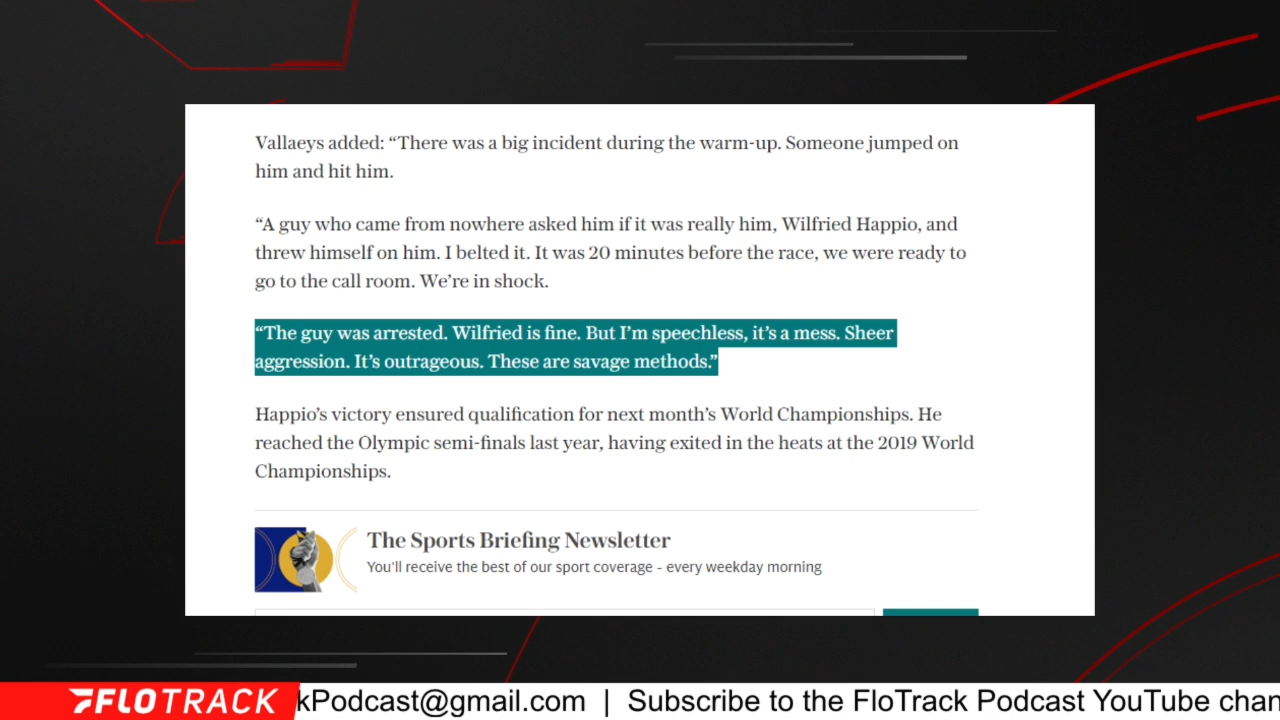 Vallaeys added: “There was a big incident during the warm-up. Someone jumped on
him and hit him.
“A guy who came from nowhere asked him if it was really him, Wilfried Happio, and
threw himself on him. I belted it. It was 20 minutes before the race, we were ready to
go to the call room. We’re in shock.
“The guy was arrested. Wilfried is fine. But I’m speechless, it’s a mess. Sheer
aggression. It’s outrageous. These are savage methods.”
Happio’s victory ensured qualification for next month’s World Championships. He
reached the Olympic semi-finals last year, having exited in the heats at the 2019 World
Championships.
The Sports Briefing Newsletter
You’ll receive the best of our sport coverage - every weekday morning
FLOTRACK kPodcast@gmail.com | Subscribe to the FloTrack Podcast YouTube chan